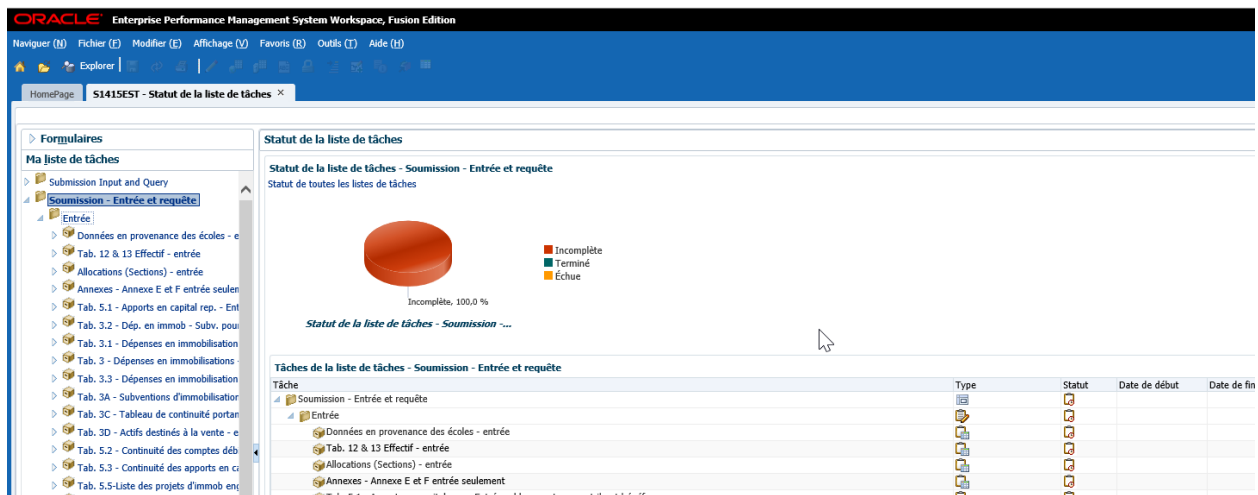 ORACLE Enterprise Performance Management System Workspace, Fusion Edition
Naviguer (N) Fichier (F) Modifier (E) Affichage (V) Favoris (R) Outils (T) Aide (H)
Explorer
HomePage S1415EST - Statut de la liste de tâches ×
Formulaires
Ma liste de tâches
Submission Input and Query
Soumission - Entrée et requête
Entrée
Données en provenance des écoles - e
Tab. 12 & 13 Effectif - entrée
Allocations (Sections) - entrée
Annexes - Annexe E et F entrée seulem
Tab. 5.1 - Apports en capital rep. - Ent
Tab. 3.2 - Dép. en immob - Subv. pour
Tab. 3.1 - Dépenses en immobilisation
Tab. 3 - Dépenses en immobilisations -
Tab. 3.3 - Dépenses en immobilisation
Tab. 3A - Subventions d'immobilisation
Tab. 3C - Tableau de continuité portan
Tab. 3D - Actifs destinés à la vente - e
Tab. 5.2 - Continuité des comptes déb
Tab. 5.3 - Continuité des apports en ca
Tab. 5.5-Liste des projets d'immob eng
Statut de la liste de tâches
Statut de la liste de tâches - Soumission - Entrée et requête
Statut de toutes les listes de tâches
Incomplète
Terminé
Échue
Incomplète, 100,0 %
Statut de la liste de tâches - Soumission -...
Tâches de la liste de tâches - Soumission - Entrée et requête
Tâche Type Statut Date de début Date de fin
Soumission - Entrée et requête
Entrée
Données en provenance des écoles - entrée
Tab. 12 & 13 Effectif - entrée
Allocations (Sections) - entrée
Annexes - Annexe E et F entrée seulement